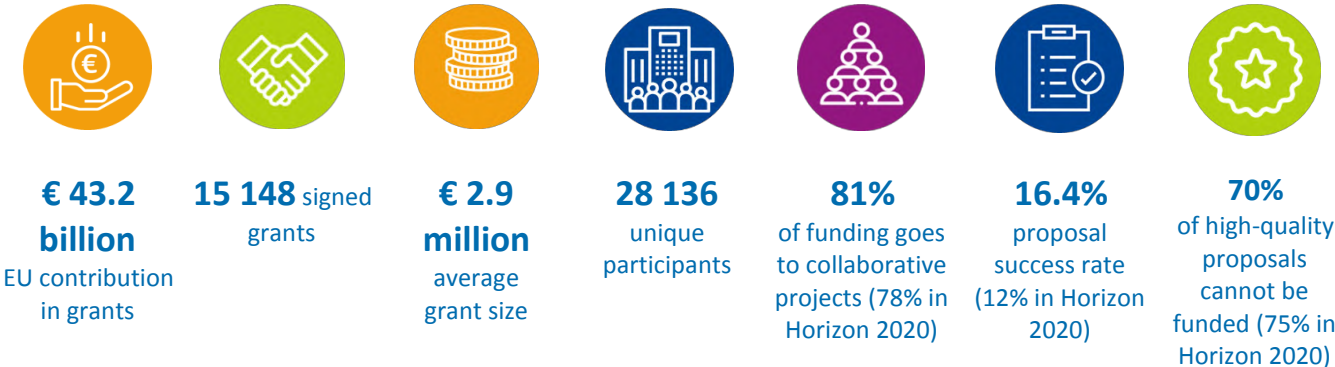 €
€ 43.2
billion
EU contribution
in grants
15 148 signed
grants
€ 2.9
million
average
grant size
28 136
unique
participants
81%
of funding goes
to collaborative
projects (78% in
Horizon 2020)
16.4%
proposal
success rate
(12% in Horizon
2020)
70%
of high-quality
proposals
cannot be
funded (75% in
Horizon 2020)